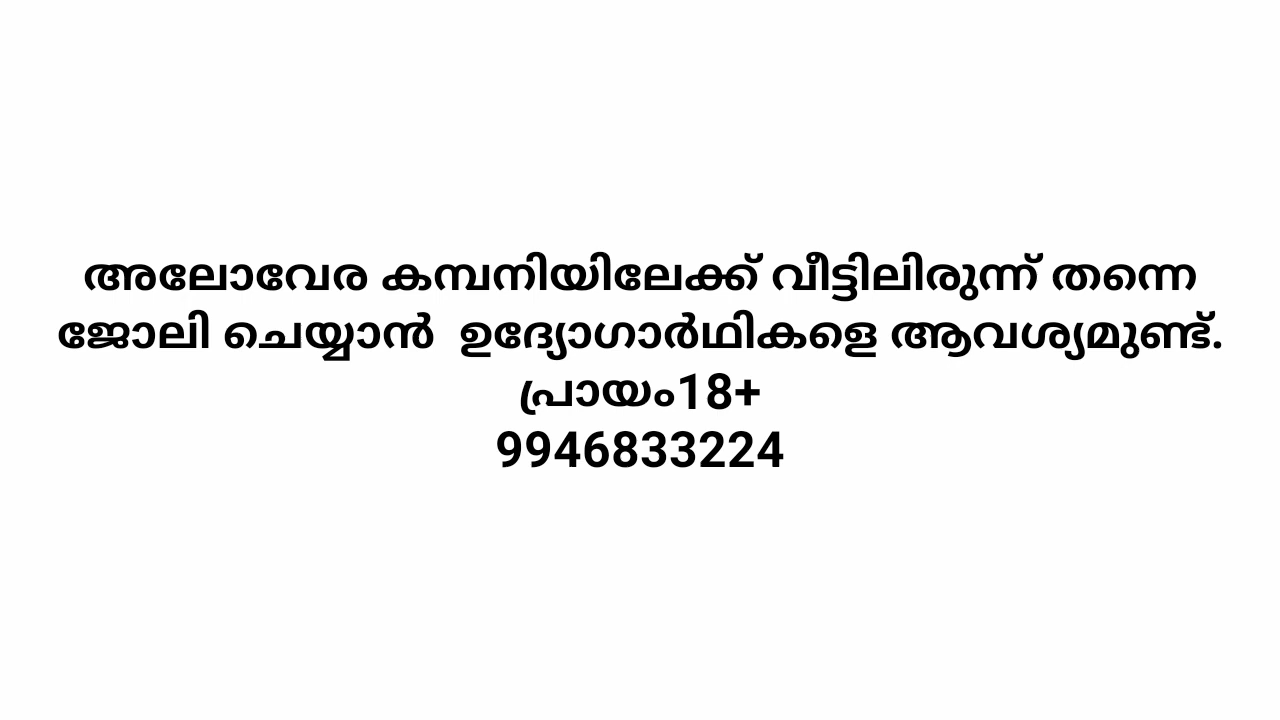 അലോവേര കമ്പനിയിലേക്ക് വീട്ടിലിരുന്ന് തന്നെ
ജോലി ചെയ്യാൻ  ഉദ്യോഗാർഥികളെ ആവശ്യമുണ്ട്.
പ്രായം18+
9946833224